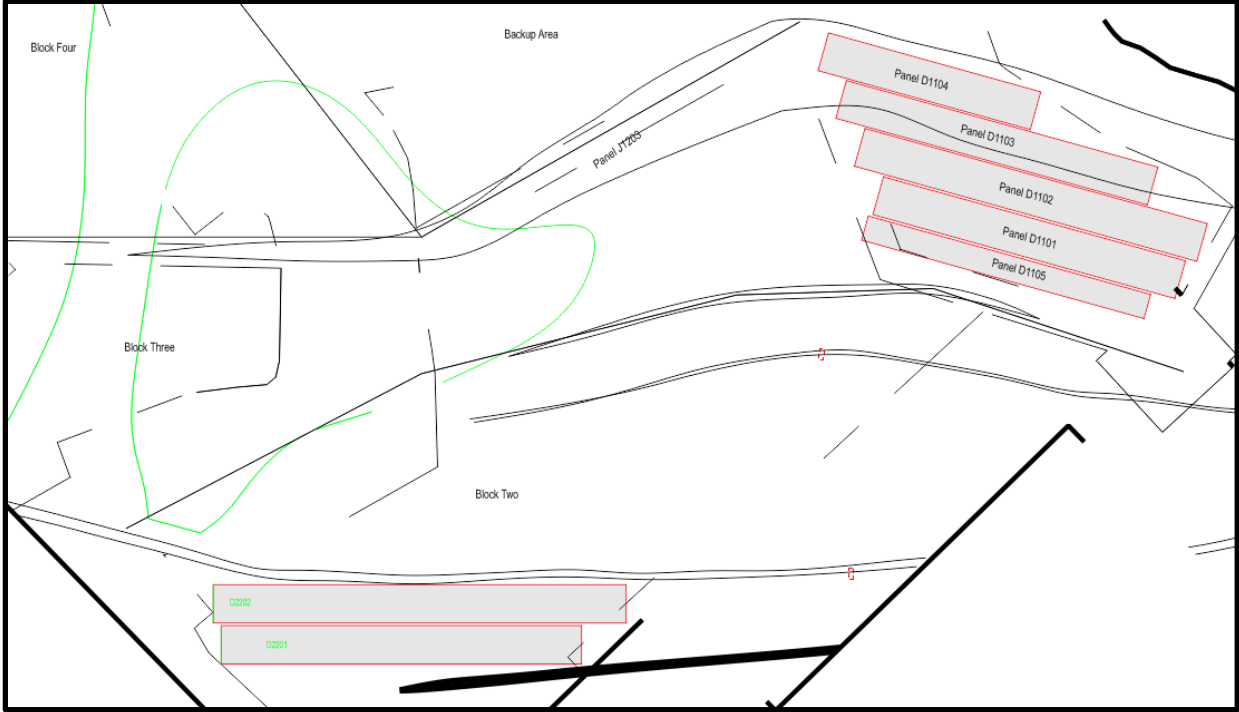 Block Four
Backup Area
Panel D1104
Panel D1103
Panel J1203
Panel D1102
Panel D1101
Panel D1105
Block Three
Block Two
D2202
D2201